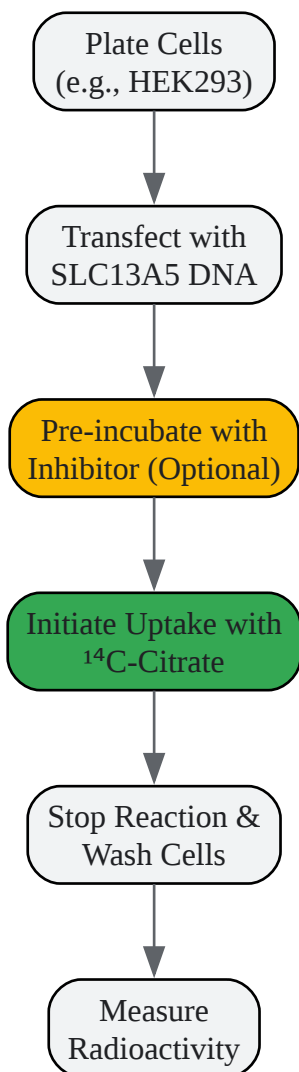 Plate Cells
(e.g., HEK293)
Transfect with
SLC13A5 DNA
Pre-incubate with
Inhibitor (Optional)
Initiate Uptake with
¹⁴C-Citrate
Stop Reaction &
Wash Cells
Measure
Radioactivity